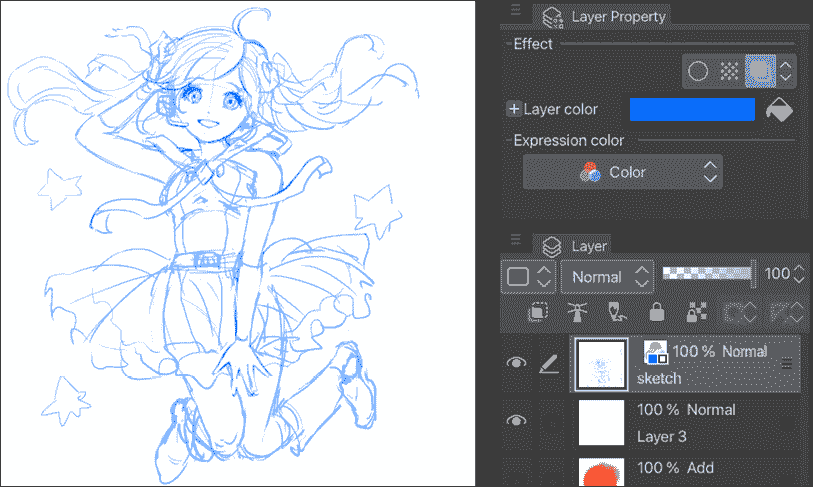 Layer Property
Effect
Layer color
Expression color
Color
Layer
Normal
100
100 % Normal
sketch
100 % Normal
Layer 3
100 % Add